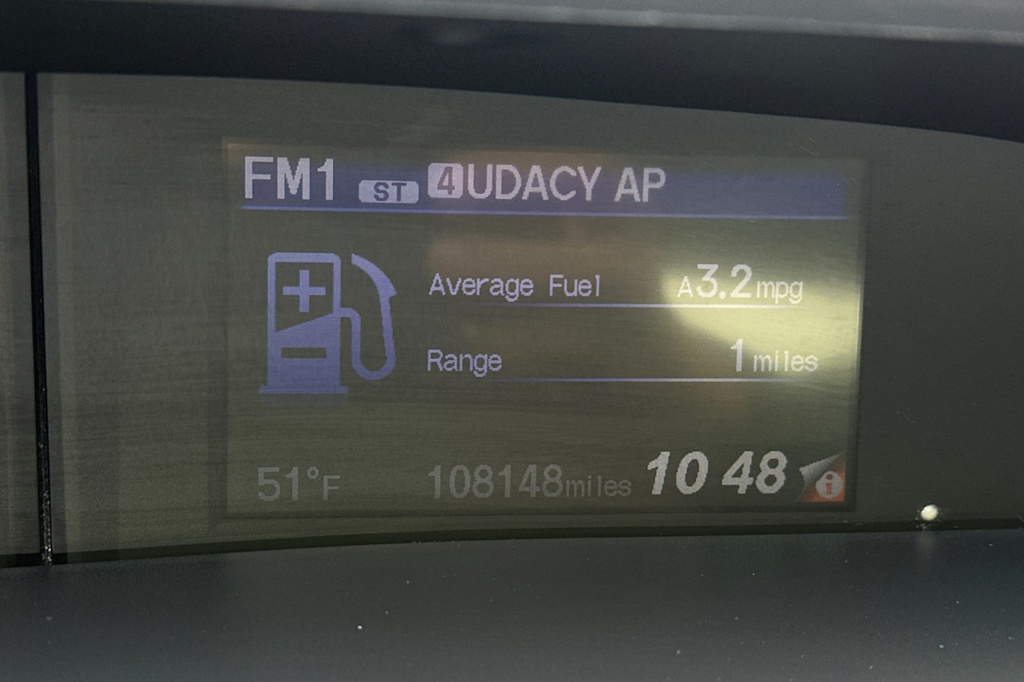 FM1 ST 4UDACY AP
Average Fuel A3.2mpg
Range 1miles
51°F 108148miles 10 48
i